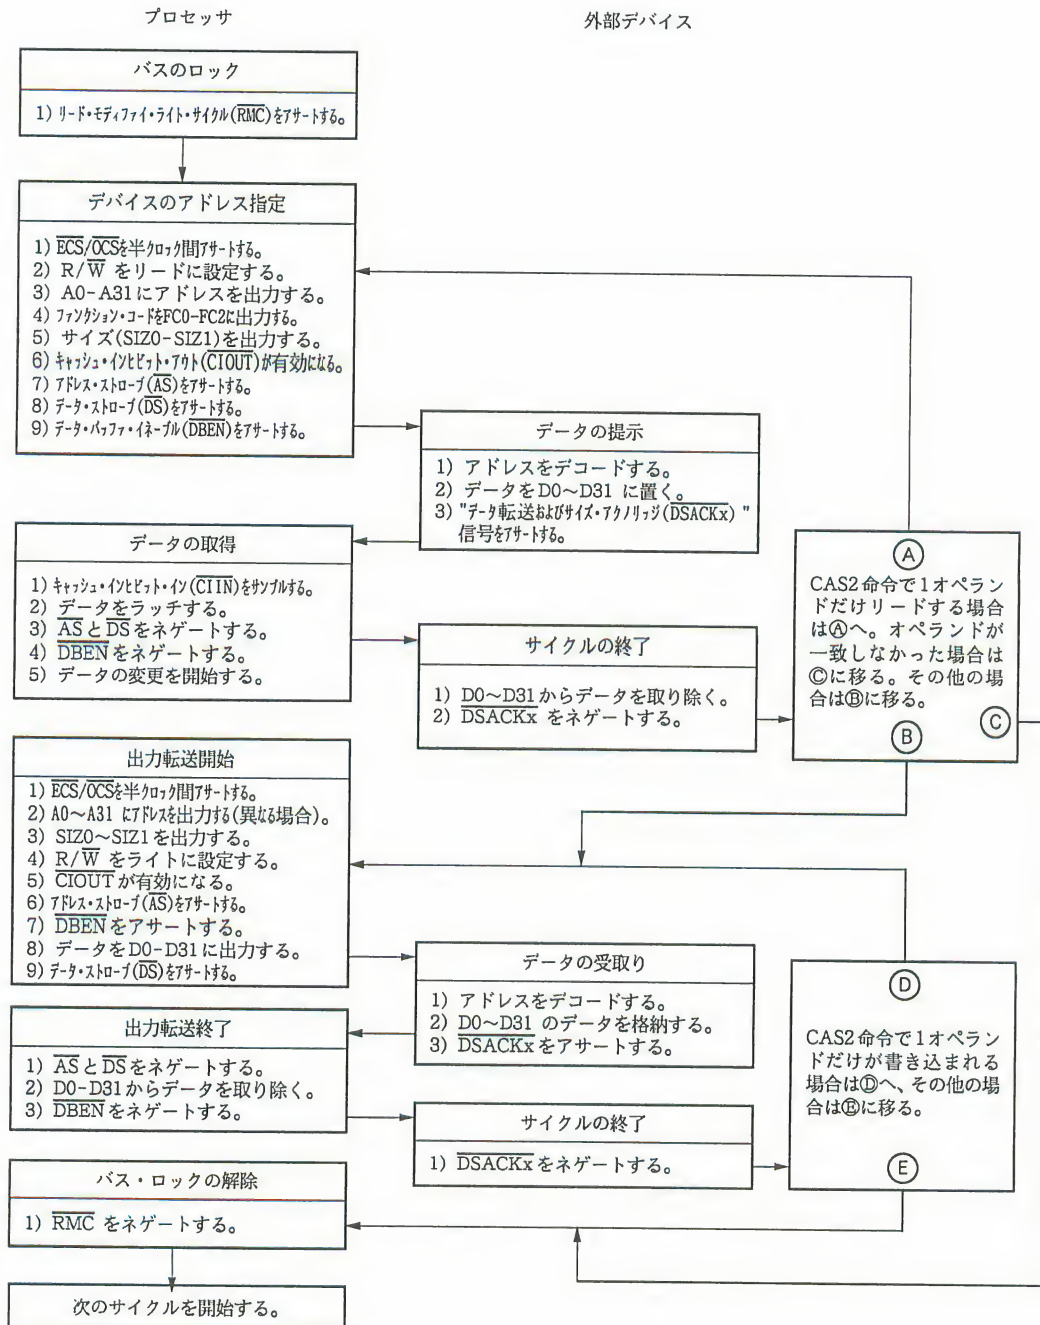 プロセッサ
外部デバイス
バスのロック
1) リード・モディファイ・ライト・サイクル(RMC)をアサートする。
デバイスのアドレス指定
1) ECS/OCSを半クロック間アサートする。
2) R/W をリードに設定する。
3) A0-A31にアドレスを出力する。
4) ファンクション・コードをFC0-FC2に出力する。
5) サイズ(SIZ0-SIZ1)を出力する。
6) キャッシュ・インヒビット・アウト(CIOUT)が有効になる。
7) アドレス・ストローブ(AS)をアサートする。
8) データ・ストローブ(DS)をアサートする。
9) データ・バッファ・イネーブル(DBEN)をアサートする。
データの提示
1) アドレスをデコードする。
2) データをD0~D31 に置く。
3) "データ転送およびサイズ・アクノリッジ(DSACKx) "
信号をアサートする。
データの取得
1) キャッシュ・インヒビット・イン(CIIN)をサンプルする。
2) データをラッチする。
3) ASとDSをネゲートする。
4) DBENをネゲートする。
5) データの変更を開始する。
サイクルの終了
1) D0~D31からデータを取り除く。
2) DSACKx をネゲートする。
Ⓐ
CAS2命令で1オペラン
ドだけリードする場合
はⒶへ。オペランドが
一致しなかった場合は
Ⓒに移る。その他の場
合はⒷに移る。
Ⓒ
Ⓑ
出力転送開始
1) ECS/OCSを半クロック間アサートする。
2) A0~A31 にアドレスを出力する(異なる場合)。
3) SIZ0~SIZ1を出力する。
4) R/W をライトに設定する。
5) CIOUTが有効になる。
6) アドレス・ストローブ(AS)をアサートする。
7) DBENをアサートする。
8) データをD0-D31に出力する。
9) データ・ストローブ(DS)をアサートする。
データの受取り
1) アドレスをデコードする。
2) D0~D31 のデータを格納する。
3) DSACKxをアサートする。
出力転送終了
1) ASとDSをネゲートする。
2) D0-D31からデータを取り除く。
3) DBENをネゲートする。
サイクルの終了
1) DSACKxをネゲートする。
Ⓓ
CAS2命令で1オペラン
ドだけが書き込まれる
場合はⒹへ、その他の場
合はⒺに移る。
Ⓔ
バス・ロックの解除
1) RMC をネゲートする。
次のサイクルを開始する。